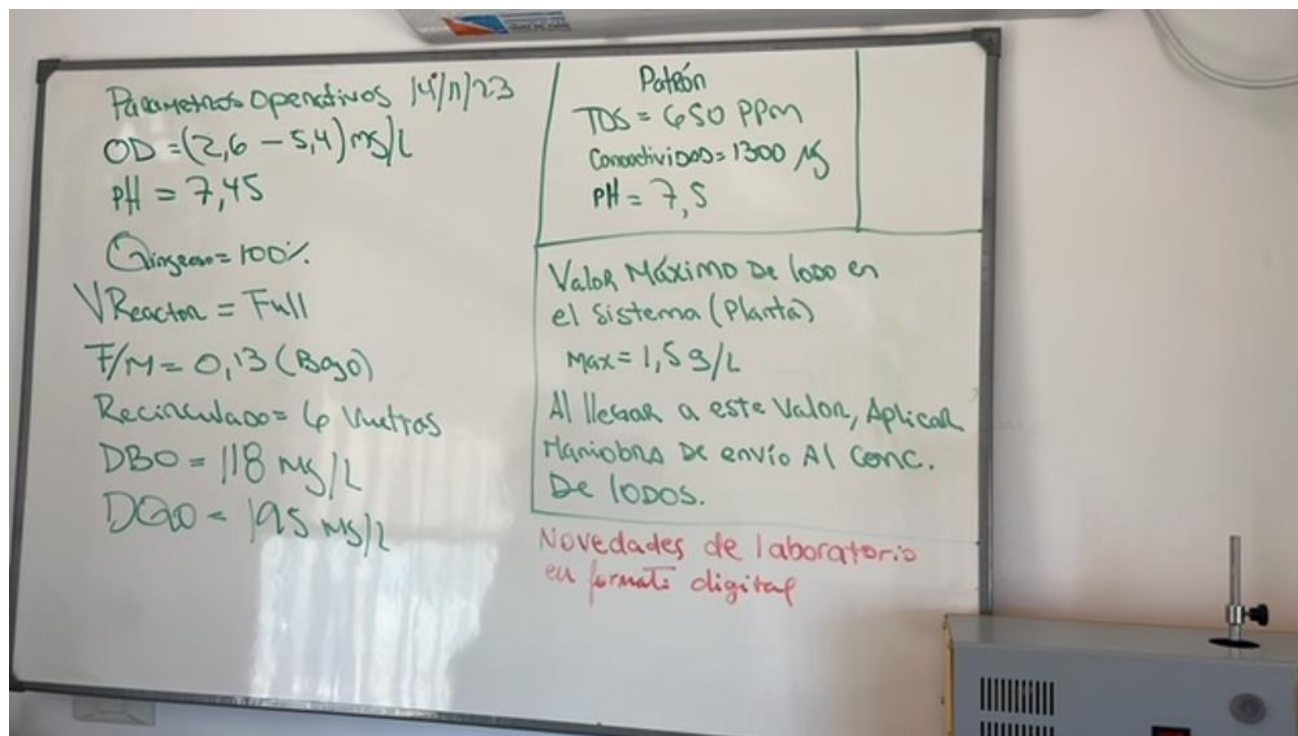 Parametros Operativos 14/11/23
OD = (2,6 – 5,4) mg/L
pH = 7,45
Qingreso = 100%
VReactor = Full
F/M = 0,13 (Bajo)
Recirculado = 6 Vueltas
DBO = 118 mg/L
DQO = 195 mg/L
Patrón
TDS = 650 PPm
Conductividad = 1300 µS
PH = 7,5
Valor Máximo De lodo en
el sistema (Planta)
Max = 1,5 g/L
Al llegar a este Valor, Aplicar
Maniobra De envío Al Conc.
De lodos.
Novedades de laboratorio
en formato digital